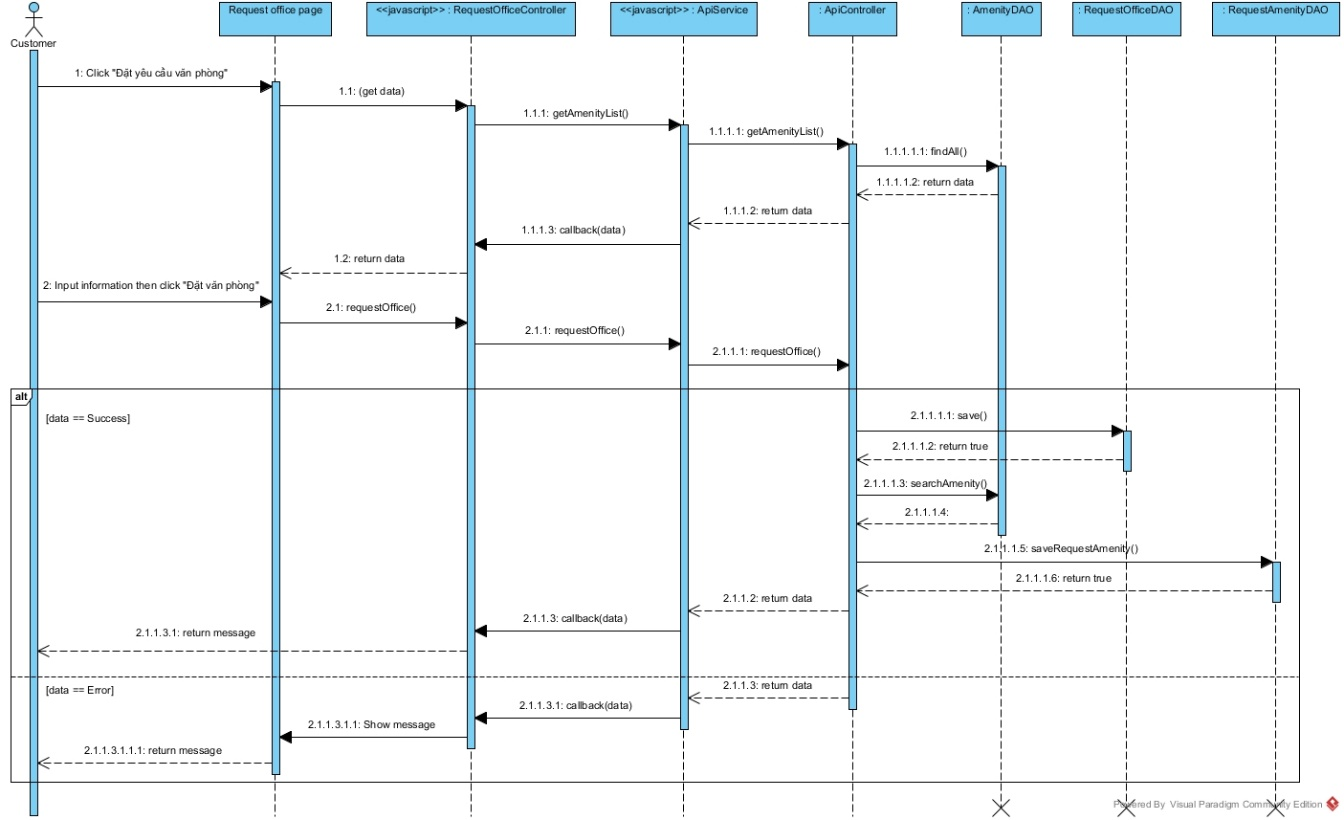 Request office page
<<javascript>> : RequestOfficeController
<<javascript>> : ApiService
: ApiController
: AmenityDAO
: RequestOfficeDAO
: RequestAmenityDAO
Customer
1: Click "Đặt yêu cầu văn phòng"
1.1: (get data)
1.1.1: getAmenityList()
1.1.1.1: getAmenityList()
1.1.1.1.1: findAll()
1.1.1.1.2: return data
1.1.1.2: return data
1.1.1.3: callback(data)
1.2: return data
2: Input information then click "Đặt văn phòng"
2.1: requestOffice()
2.1.1: requestOffice()
2.1.1.1: requestOffice()
alt
[data == Success]
2.1.1.1.1: save()
2.1.1.1.2: return true
2.1.1.1.3: searchAmenity()
2.1.1.1.4:
2.1.1.1.5: saveRequestAmenity()
2.1.1.1.6: return true
2.1.1.2: return data
2.1.1.3: callback(data)
2.1.1.3.1: return message
[data == Error]
2.1.1.3: return data
2.1.1.3.1: callback(data)
2.1.1.3.1.1: Show message
2.1.1.3.1.1.1: return message
Powered By Visual Paradigm Community Edition